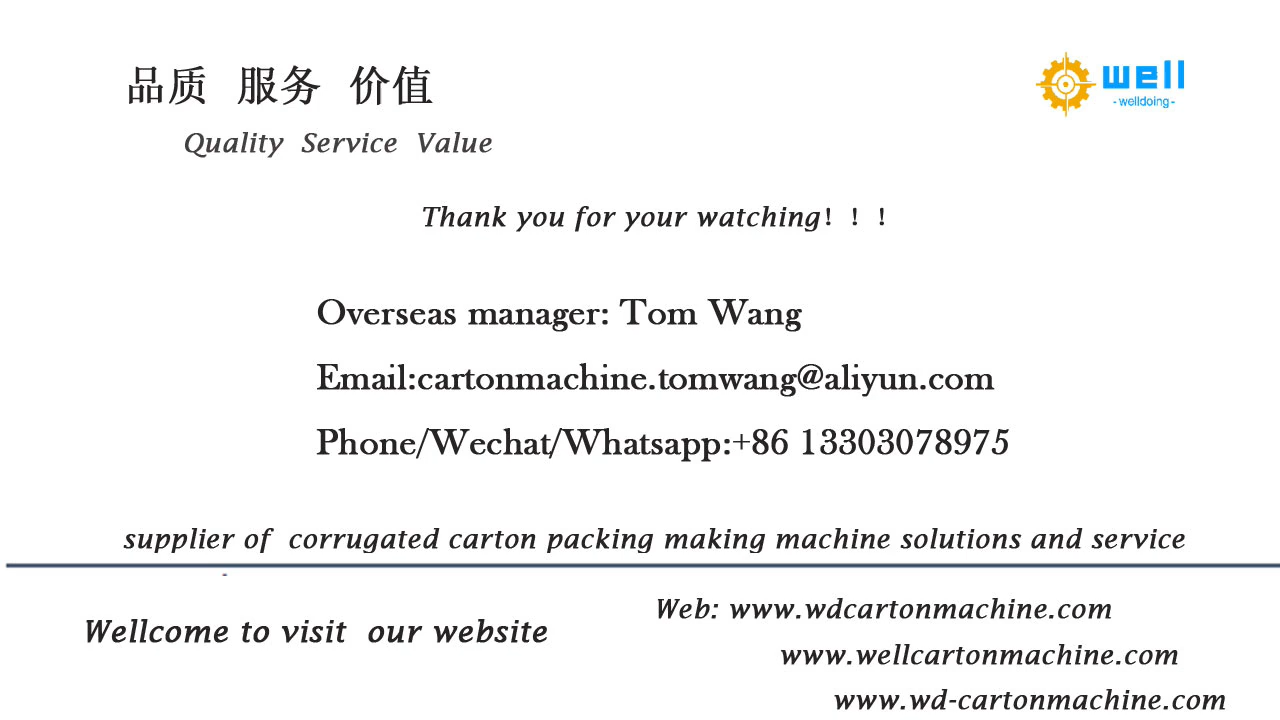 品质 服务 价值
well
-welldoing-
Quality Service Value
Thank you for your watching！！！
Overseas manager: Tom Wang
Email:cartonmachine.tomwang@aliyun.com
Phone/Wechat/Whatsapp:+86 13303078975
supplier of corrugated carton packing making machine solutions and service
Wellcome to visit our website
Web: www.wdcartonmachine.com
www.wellcartonmachine.com
www.wd-cartonmachine.com